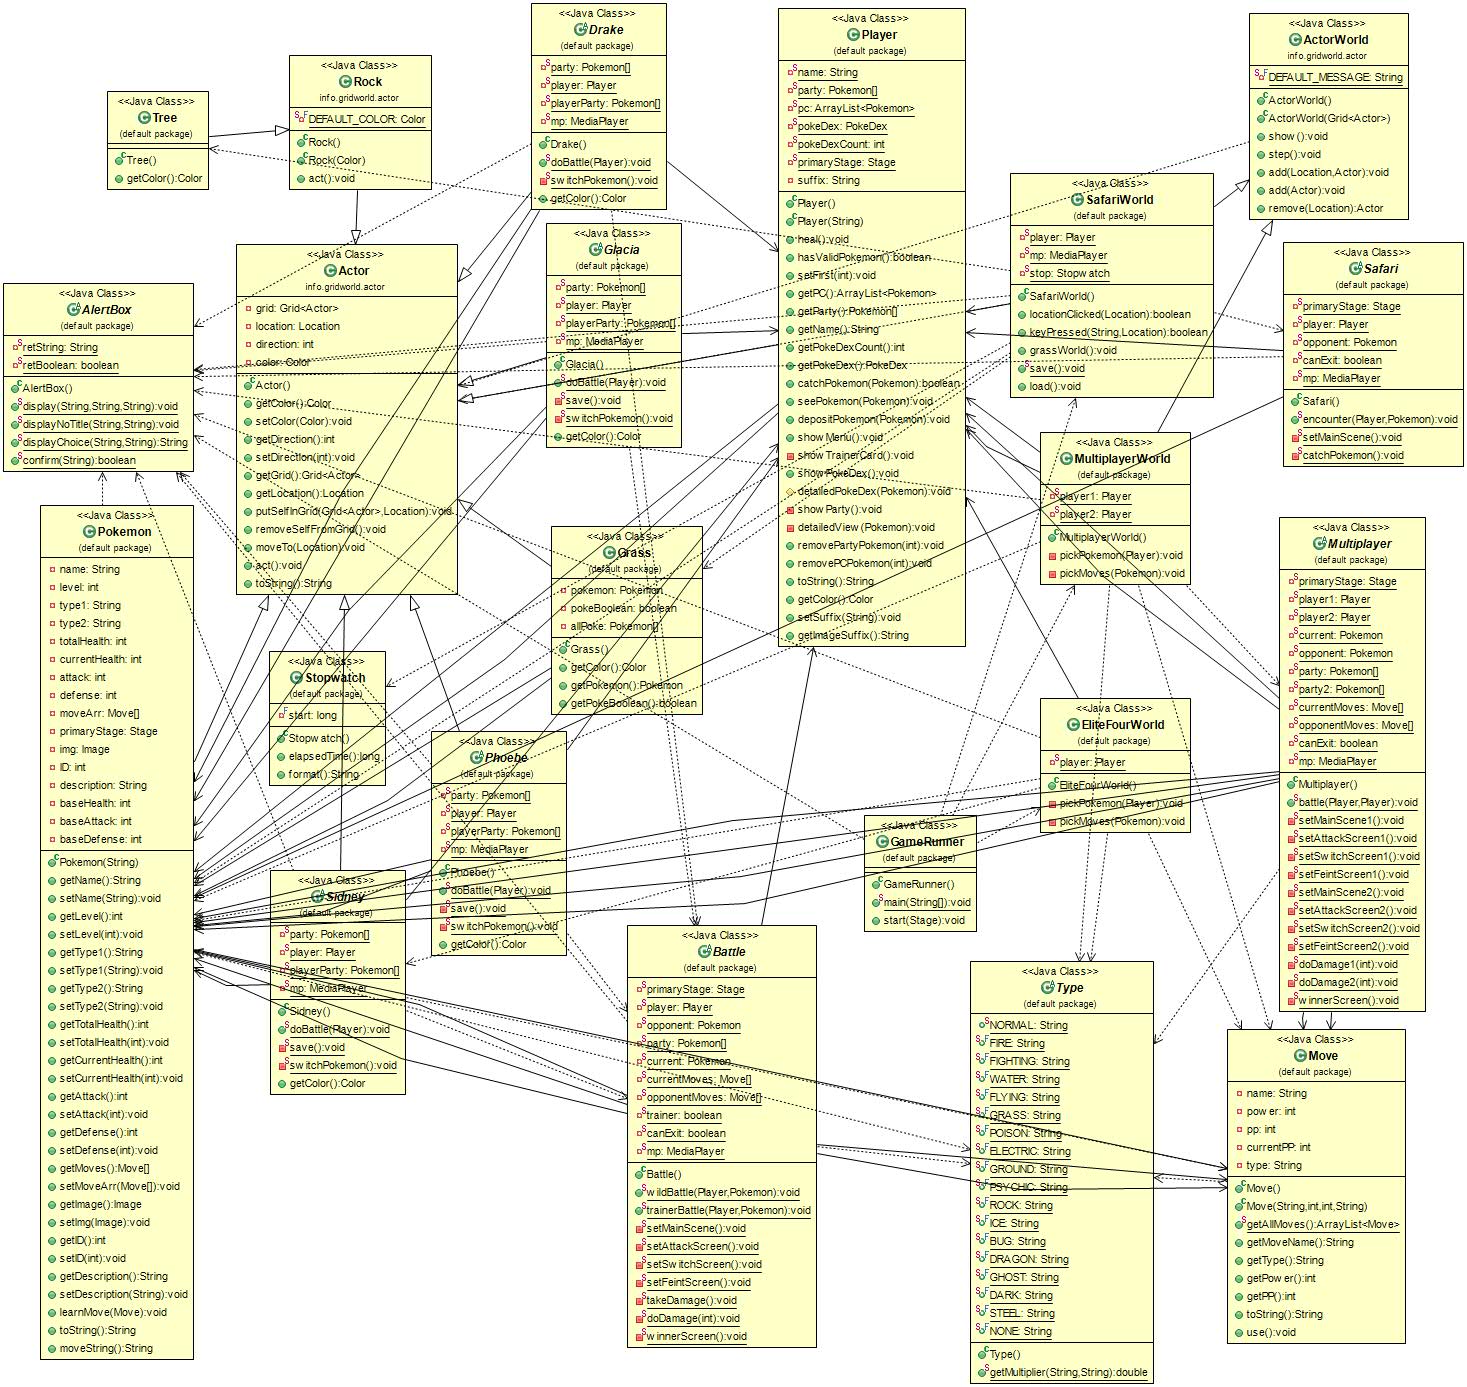 <<Java Class>>
Tree
(default package)
Tree()
getColor():Color
<<Java Class>>
Rock
info.gridworld.actor
DEFAULT_COLOR: Color
Rock()
Rock(Color)
act():void
<<Java Class>>
Drake
(default package)
party: Pokemon[]
player: Player
playerParty: Pokemon[]
mp: MediaPlayer
Drake()
doBattle(Player):void
switchPokemon():void
getColor():Color
<<Java Class>>
Player
(default package)
name: String
party: Pokemon[]
pc: ArrayList<Pokemon>
pokeDex: PokeDex
pokeDexCount: int
primaryStage: Stage
suffix: String
Player()
Player(String)
heal():void
hasValidPokemon():boolean
setFirst(int):void
getPC():ArrayList<Pokemon>
getParty():Pokemon[]
getName():String
getPokeDexCount():int
getPokeDex():PokeDex
catchPokemon(Pokemon):boolean
seePokemon(Pokemon):void
depositPokemon(Pokemon):void
showMenu():void
showTrainerCard():void
showPokeDex():void
detailedPokeDex(Pokemon):void
showParty():void
detailedView(Pokemon):void
removePartyPokemon(int):void
removePCPokemon(int):void
toString():String
getColor():Color
setSuffix(String):void
getImageSuffix():String
<<Java Class>>
ActorWorld
info.gridworld.actor
DEFAULT_MESSAGE: String
ActorWorld()
ActorWorld(Grid<Actor>)
show():void
step():void
add(Location,Actor):void
add(Actor):void
remove(Location):Actor
<<Java Class>>
SafariWorld
(default package)
player: Player
mp: MediaPlayer
stop: Stopwatch
SafariWorld()
locationClicked(Location):boolean
keyPressed(String,Location):boolean
grassWorld():void
save():void
load():void
<<Java Class>>
Safari
(default package)
primaryStage: Stage
player: Player
opponent: Pokemon
canExit: boolean
mp: MediaPlayer
Safari()
encounter(Player,Pokemon):void
setMainScene():void
catchPokemon():void
<<Java Class>>
Glacia
(default package)
party: Pokemon[]
player: Player
playerParty: Pokemon[]
mp: MediaPlayer
Glacia()
doBattle(Player):void
save():void
switchPokemon():void
getColor():Color
<<Java Class>>
Actor
info.gridworld.actor
grid: Grid<Actor>
location: Location
direction: int
color: Color
Actor()
getColor():Color
setColor(Color):void
getDirection():int
setDirection(int):void
getGrid():Grid<Actor>
getLocation():Location
putSelfInGrid(Grid<Actor>,Location):void
removeSelfFromGrid():void
moveTo(Location):void
act():void
toString():String
<<Java Class>>
AlertBox
(default package)
retString: String
retBoolean: boolean
AlertBox()
display(String,String,String):void
displayNoTitle(String,String):void
displayChoice(String,String):String
confirm(String):boolean
<<Java Class>>
MultiplayerWorld
(default package)
player1: Player
player2: Player
MultiplayerWorld()
pickPokemon(Player):void
pickMoves(Pokemon):void
<<Java Class>>
Pokemon
(default package)
name: String
level: int
type1: String
type2: String
totalHealth: int
currentHealth: int
attack: int
defense: int
moveArr: Move[]
primaryStage: Stage
img: Image
ID: int
description: String
baseHealth: int
baseAttack: int
baseDefense: int
Pokemon(String)
getName():String
setName(String):void
getLevel():int
setLevel(int):void
getType1():String
setType1(String):void
getType2():String
setType2(String):void
getTotalHealth():int
setTotalHealth(int):void
getCurrentHealth():int
setCurrentHealth(int):void
getAttack():int
setAttack(int):void
getDefense():int
setDefense(int):void
getMoves():Move[]
setMoveArr(Move[]):void
getImage():Image
setImg(Image):void
getID():int
setID(int):void
getDescription():String
setDescription(String):void
learnMove(Move):void
toString():String
moveString():String
<<Java Class>>
Grass
(default package)
pokemon: Pokemon
pokeBoolean: boolean
allPoke: Pokemon[]
Grass()
getColor():Color
getPokemon():Pokemon
getPokeBoolean():boolean
<<Java Class>>
Multiplayer
(default package)
primaryStage: Stage
player1: Player
player2: Player
current: Pokemon
opponent: Pokemon
party: Pokemon[]
party2: Pokemon[]
currentMoves: Move[]
opponentMoves: Move[]
canExit: boolean
mp: MediaPlayer
Multiplayer()
battle(Player,Player):void
setMainScene1():void
setAttackScreen1():void
setSwitchScreen1():void
setFeintScreen1():void
setMainScene2():void
setAttackScreen2():void
setSwitchScreen2():void
setFeintScreen2():void
doDamage1(int):void
doDamage2(int):void
winnerScreen():void
<<Java Class>>
Stopwatch
(default package)
start: long
Stopwatch()
elapsedTime():long
format():String
<<Java Class>>
EliteFourWorld
(default package)
player: Player
EliteFourWorld()
pickPokemon(Player):void
pickMoves(Pokemon):void
<<Java Class>>
Phoebe
(default package)
party: Pokemon[]
player: Player
playerParty: Pokemon[]
mp: MediaPlayer
Phoebe()
doBattle(Player):void
save():void
switchPokemon():void
getColor():Color
<<Java Class>>
GameRunner
(default package)
GameRunner()
main(String[]):void
start(Stage):void
<<Java Class>>
Sidney
(default package)
party: Pokemon[]
player: Player
playerParty: Pokemon[]
mp: MediaPlayer
Sidney()
doBattle(Player):void
save():void
switchPokemon():void
getColor():Color
<<Java Class>>
Battle
(default package)
primaryStage: Stage
player: Player
opponent: Pokemon
party: Pokemon[]
current: Pokemon
currentMoves: Move[]
opponentMoves: Move[]
trainer: boolean
canExit: boolean
mp: MediaPlayer
Battle()
wildBattle(Player,Pokemon):void
trainerBattle(Player,Pokemon):void
setMainScene():void
setAttackScreen():void
setSwitchScreen():void
setFeintScreen():void
takeDamage():void
doDamage(int):void
winnerScreen():void
<<Java Class>>
Type
(default package)
NORMAL: String
FIRE: String
FIGHTING: String
WATER: String
FLYING: String
GRASS: String
POISON: String
ELECTRIC: String
GROUND: String
PSYCHIC: String
ROCK: String
ICE: String
BUG: String
DRAGON: String
GHOST: String
DARK: String
STEEL: String
NONE: String
Type()
getMultiplier(String,String):double
<<Java Class>>
Move
(default package)
name: String
power: int
pp: int
currentPP: int
type: String
Move()
Move(String,int,int,String)
getAllMoves():ArrayList<Move>
getMoveName():String
getType():String
getPower():int
getPP():int
toString():String
use():void